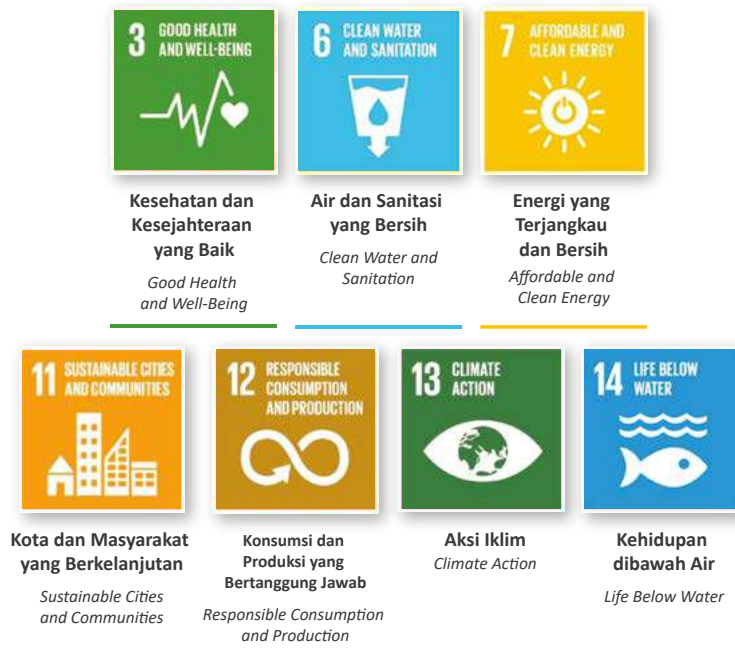 3 GOOD HEALTH
AND WELL-BEING
6 CLEAN WATER
AND SANITATION
7 AFFORDABLE AND
CLEAN ENERGY
Kesehatan dan
Kesejahteraan
yang Baik
Good Health
and Well-Being
Air dan Sanitasi
yang Bersih
Clean Water and
Sanitation
Energi yang
Terjangkau
dan Bersih
Affordable and
Clean Energy
11 SUSTAINABLE CITIES
AND COMMUNITIES
12 RESPONSIBLE
CONSUMPTION
AND PRODUCTION
13 CLIMATE
ACTION
14 LIFE BELOW
WATER
Kota dan Masyarakat
yang Berkelanjutan
Sustainable Cities
and Communities
Konsumsi dan
Produksi yang
Bertanggung Jawab
Responsible Consumption
and Production
Aksi Iklim
Climate Action
Kehidupan
dibawah Air
Life Below Water